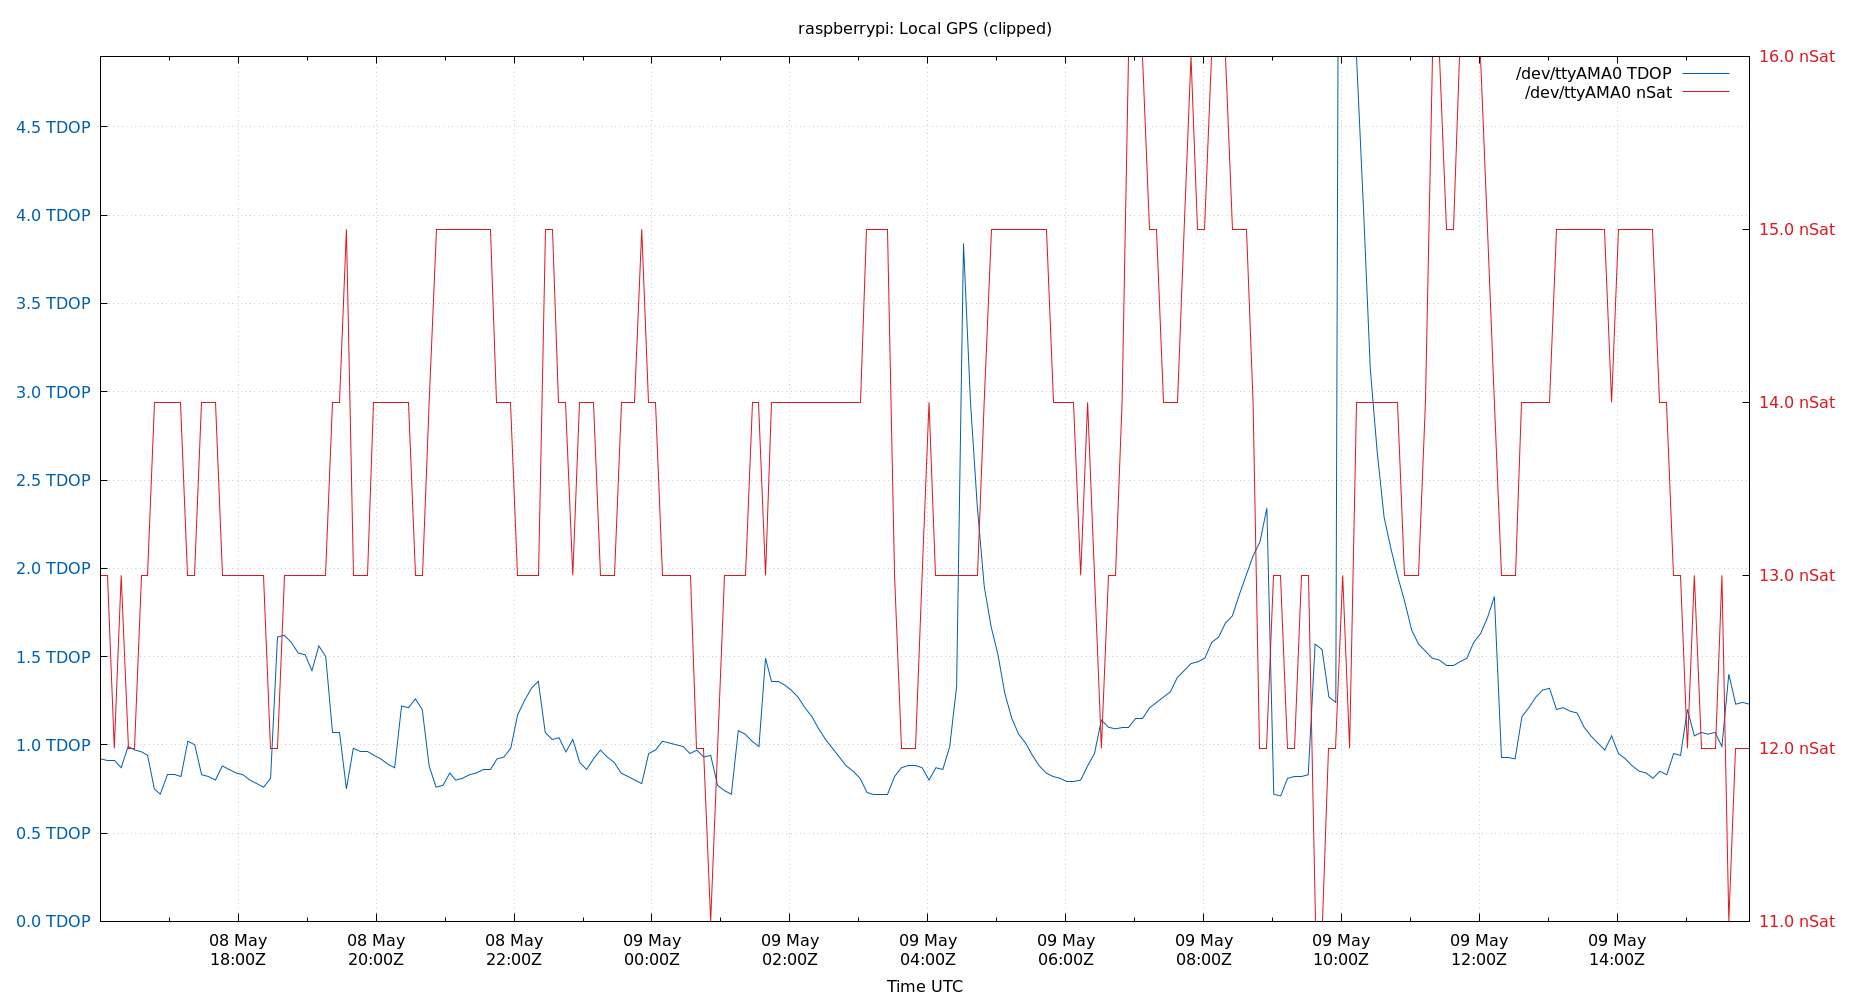 raspberrypi: Local GPS (clipped)
/dev/ttyAMA0 TDOP
/dev/ttyAMA0 nSat
4.5 TDOP
4.0 TDOP
3.5 TDOP
3.0 TDOP
2.5 TDOP
2.0 TDOP
1.5 TDOP
1.0 TDOP
0.5 TDOP
0.0 TDOP
16.0 nSat
15.0 nSat
14.0 nSat
13.0 nSat
12.0 nSat
11.0 nSat
08 May
18:00Z
08 May
20:00Z
08 May
22:00Z
09 May
00:00Z
09 May
02:00Z
09 May
04:00Z
09 May
06:00Z
09 May
08:00Z
09 May
10:00Z
09 May
12:00Z
09 May
14:00Z
Time UTC